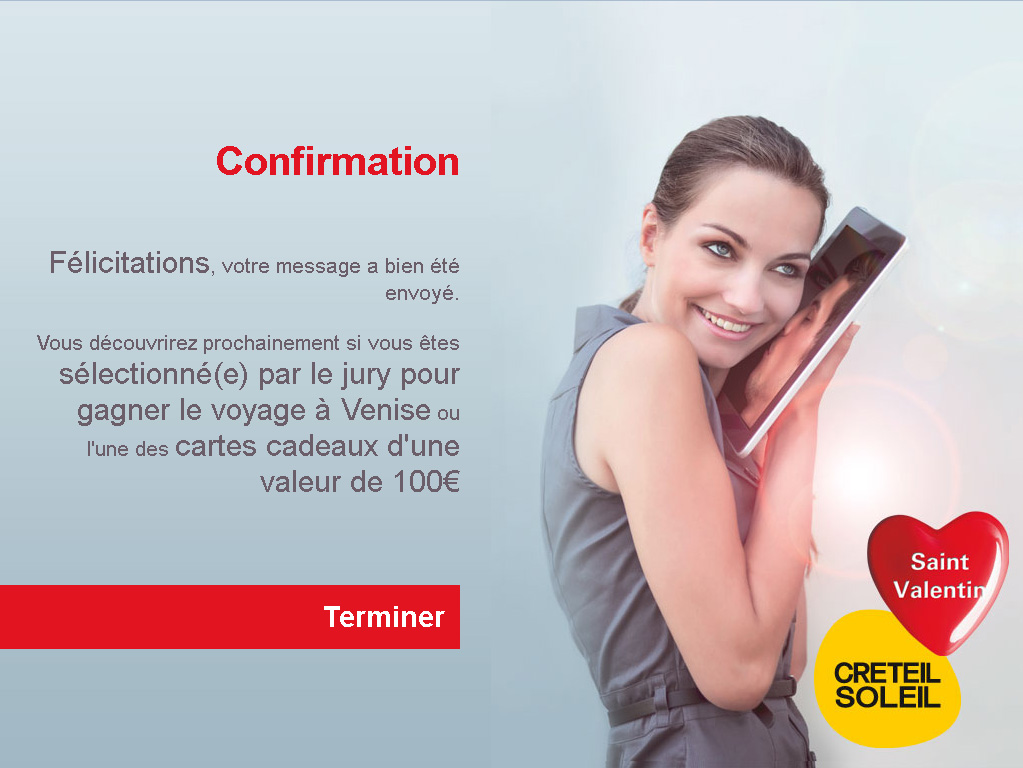 Confirmation
Félicitations, votre message a bien été
envoyé.
Vous découvrirez prochainement si vous êtes
sélectionné(e) par le jury pour
gagner le voyage à Venise ou
l'une des cartes cadeaux d'une
valeur de 100€
Terminer
Saint
Valentin
CRETEIL
SOLEIL